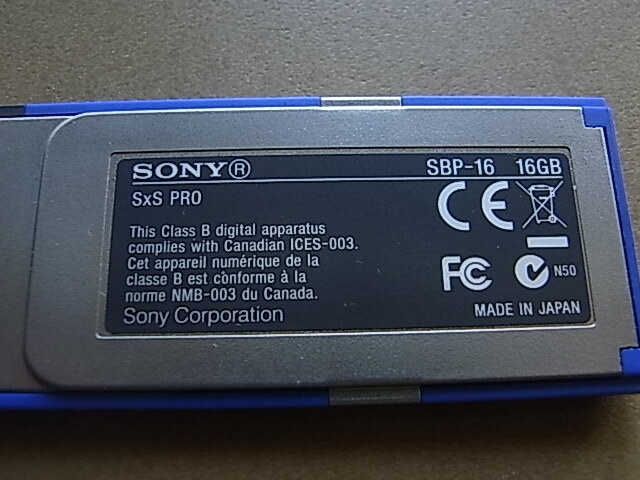 SONY® SBP-16 16GB
SxS PRO
This Class B digital apparatus
complies with Canadian ICES-003.
Cet appareil numérique de la
classe B est conforme à la
norme NMB-003 du Canada.
Sony Corporation
CE
FC N50
MADE IN JAPAN